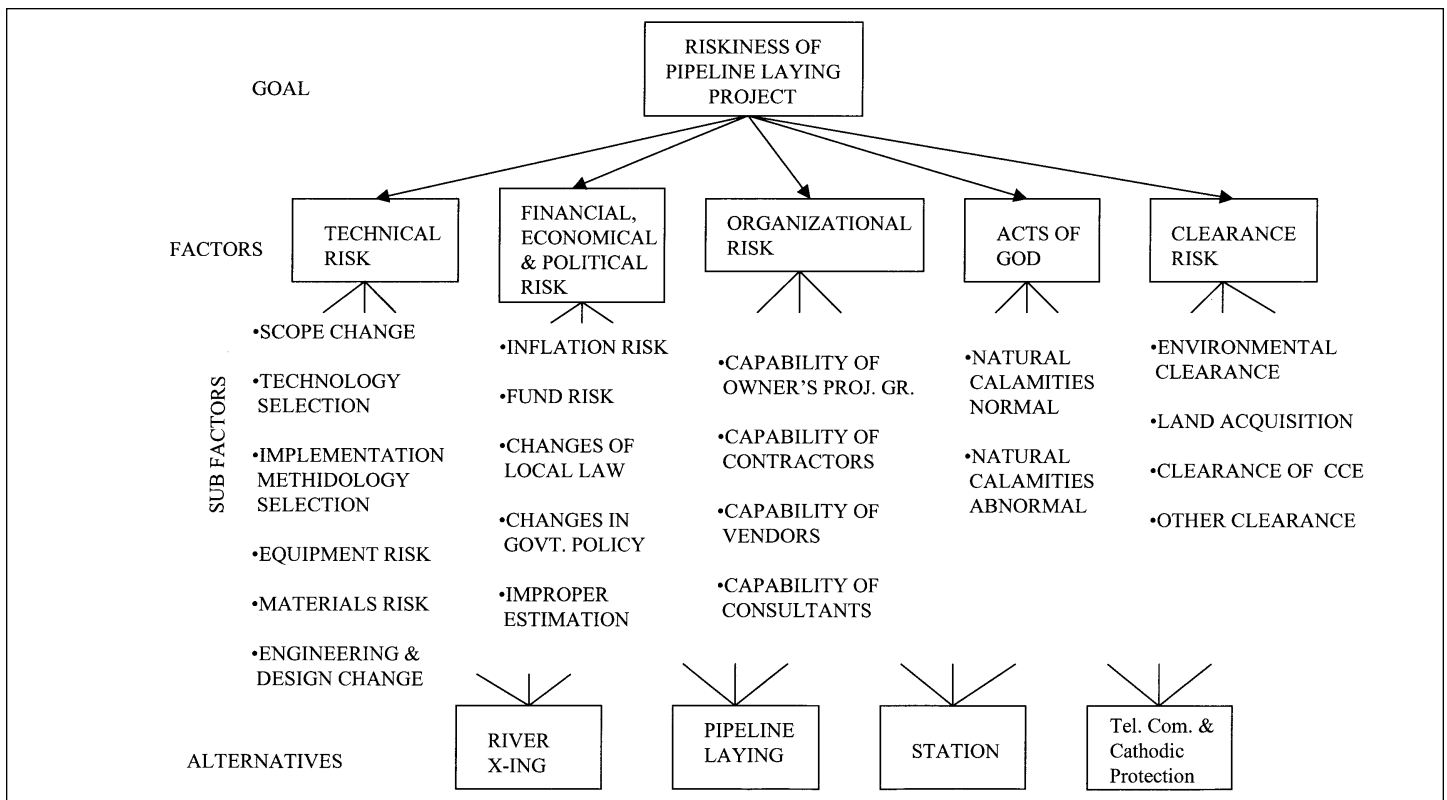 RISKINESS OF
PIPELINE LAYING
PROJECT
GOAL
FACTORS
TECHNICAL
RISK
FINANCIAL,
ECONOMICAL
& POLITICAL
RISK
ORGANIZATIONAL
RISK
ACTS OF
GOD
CLEARANCE
RISK
SUB FACTORS
•SCOPE CHANGE
•TECHNOLOGY
SELECTION
•IMPLEMENTATION
METHIDOLOGY
SELECTION
•EQUIPMENT RISK
•MATERIALS RISK
•ENGINEERING &
DESIGN CHANGE
•INFLATION RISK
•FUND RISK
•CHANGES OF
LOCAL LAW
•CHANGES IN
GOVT. POLICY
•IMPROPER
ESTIMATION
•CAPABILITY OF
OWNER'S PROJ. GR.
•CAPABILITY OF
CONTRACTORS
•CAPABILITY OF
VENDORS
•CAPABILITY OF
CONSULTANTS
•NATURAL
CALAMITIES
NORMAL
•NATURAL
CALAMITIES
ABNORMAL
•ENVIRONMENTAL
CLEARANCE
•LAND ACQUISITION
•CLEARANCE OF CCE
•OTHER CLEARANCE
ALTERNATIVES
RIVER
X-ING
PIPELINE
LAYING
STATION
Tel. Com. &
Cathodic
Protection